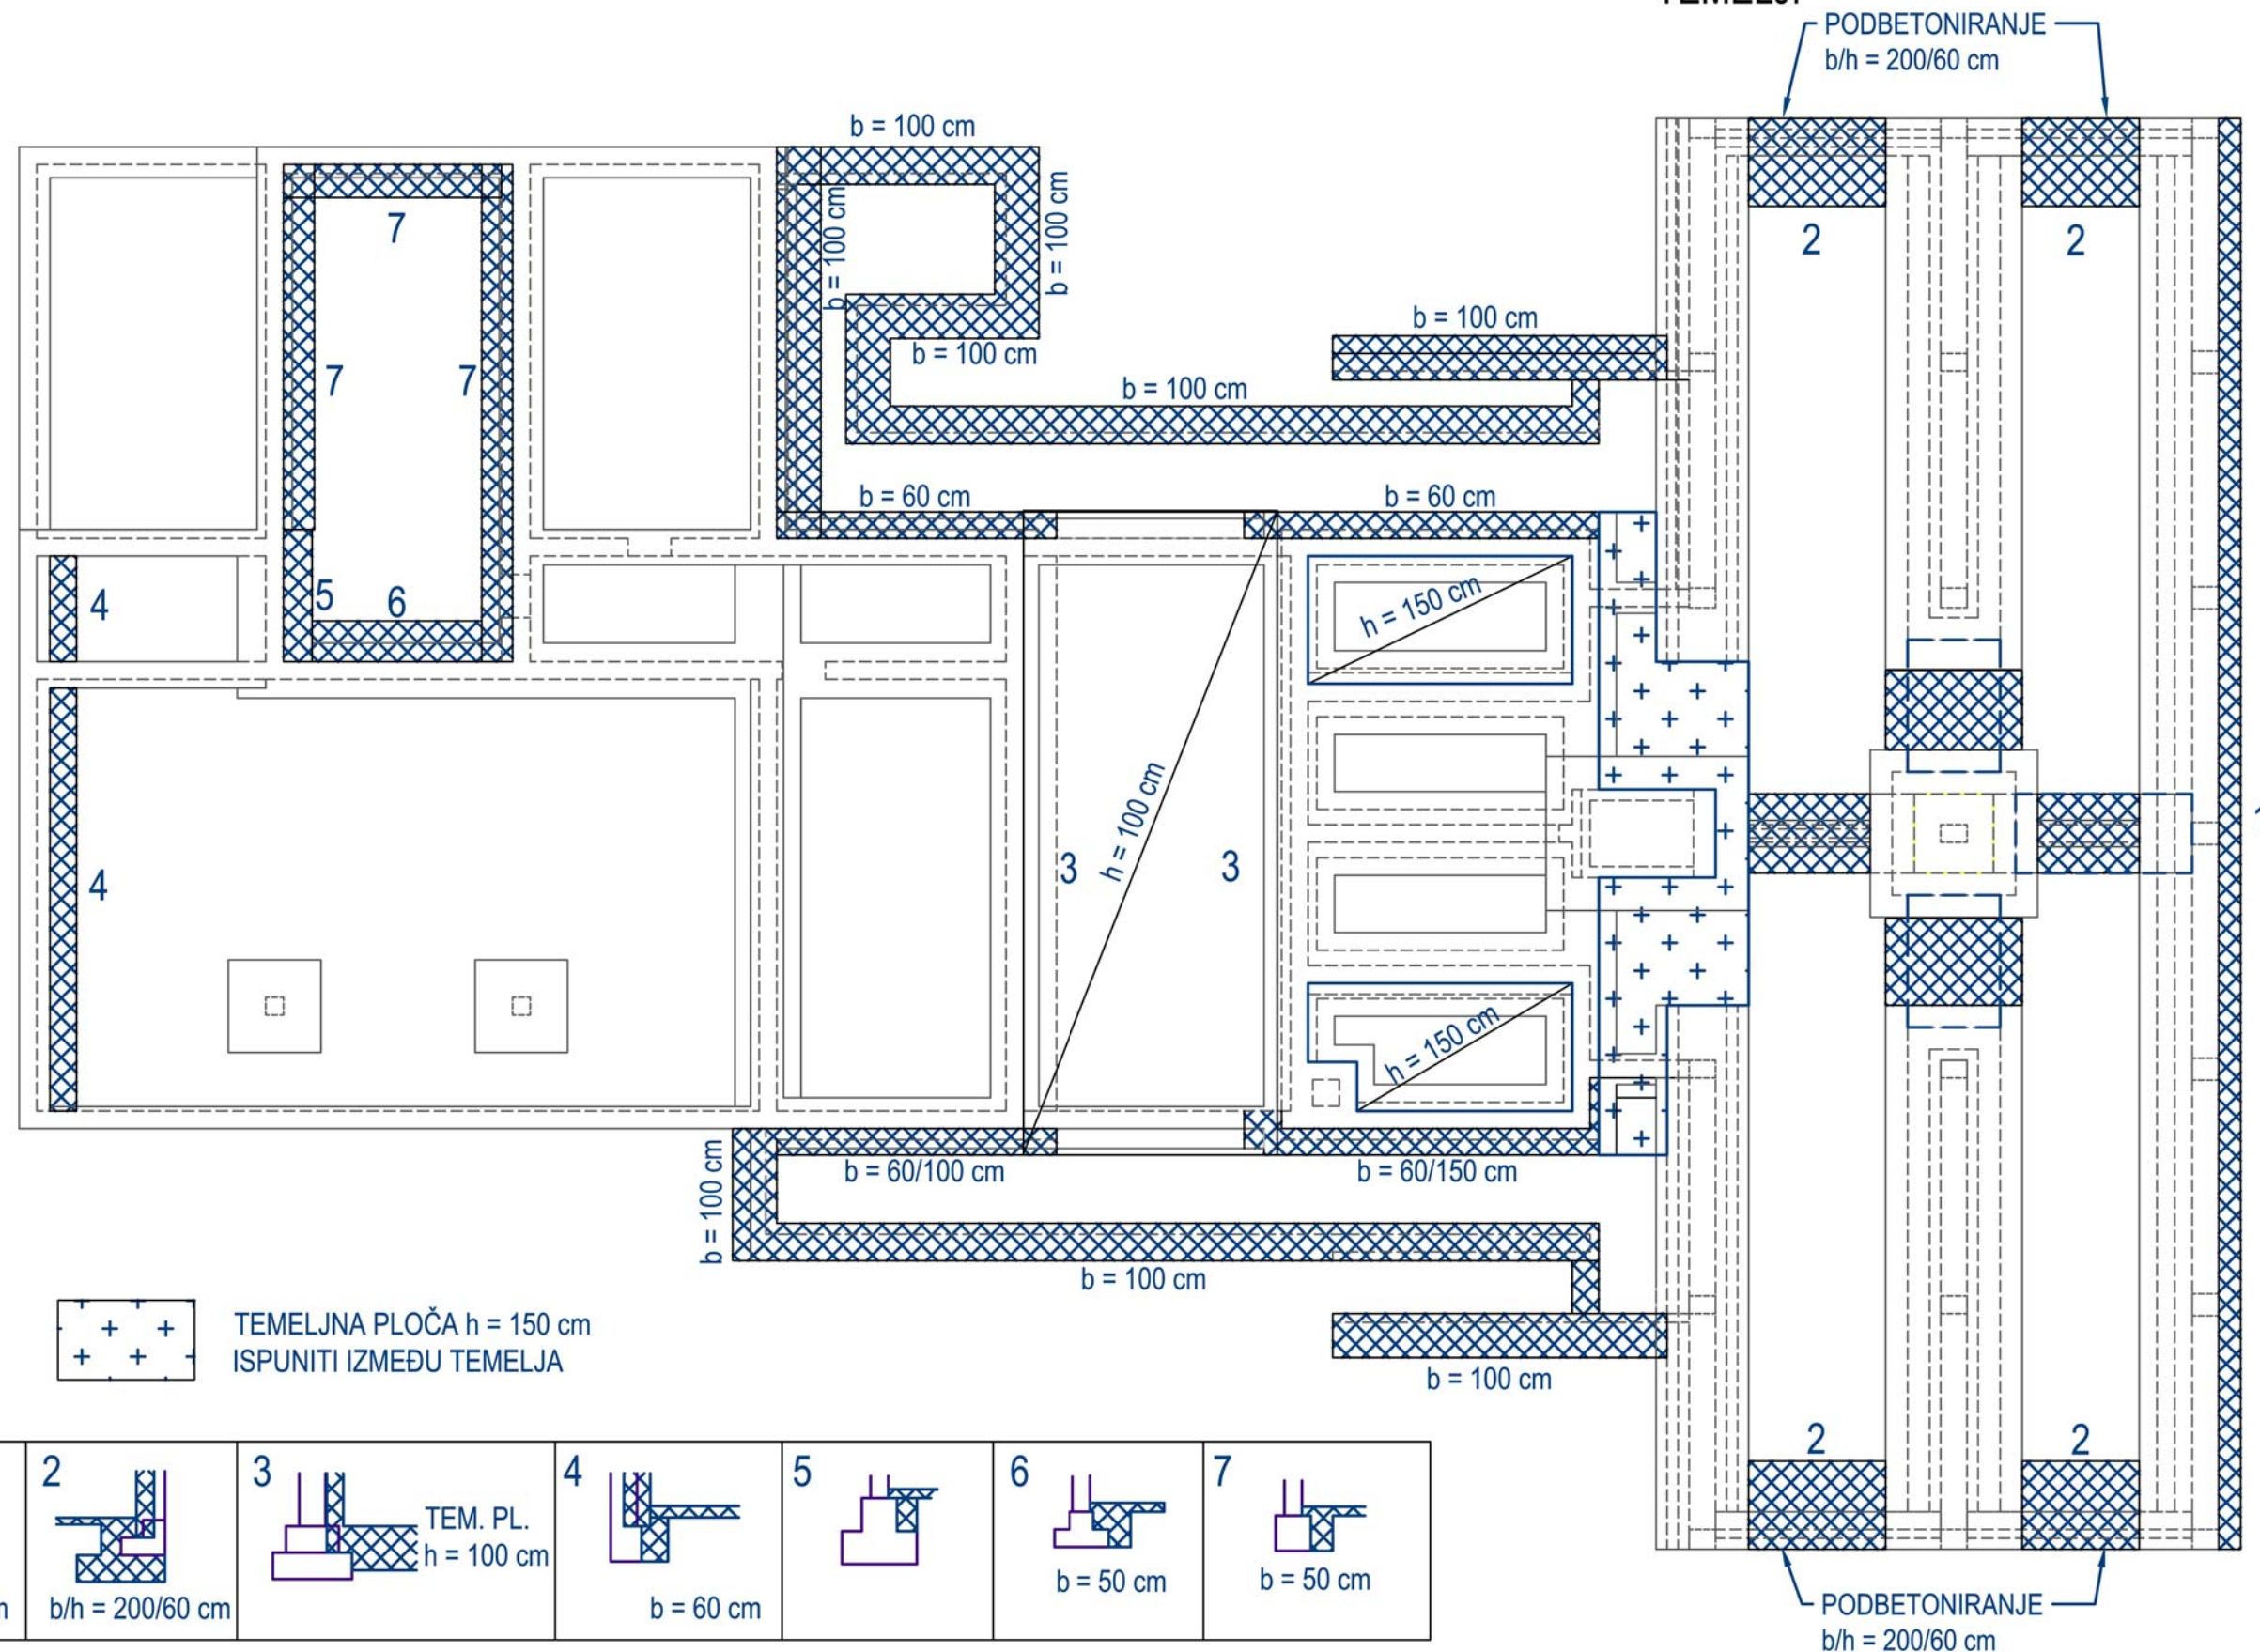 PODBETONIRANJE
b/h = 200/60 cm
b = 100 cm
b = 100 cm
b = 100 cm
b = 100 cm
b = 100 cm
b = 100 cm
b = 60 cm
b = 60 cm
7
7
7
5
6
4
4
2
2
h = 150 cm
h = 100 cm
3
3
h = 150 cm
b = 60/100 cm
b = 60/150 cm
b = 100 cm
b = 100 cm
b = 100 cm
2
2
PODBETONIRANJE
b/h = 200/60 cm
TEMELJNA PLOČA h = 150 cm
ISPUNITI IZMEĐU TEMELJA
2
b/h = 200/60 cm
3
TEM. PL.
h = 100 cm
4
b = 60 cm
5
6
b = 50 cm
7
b = 50 cm